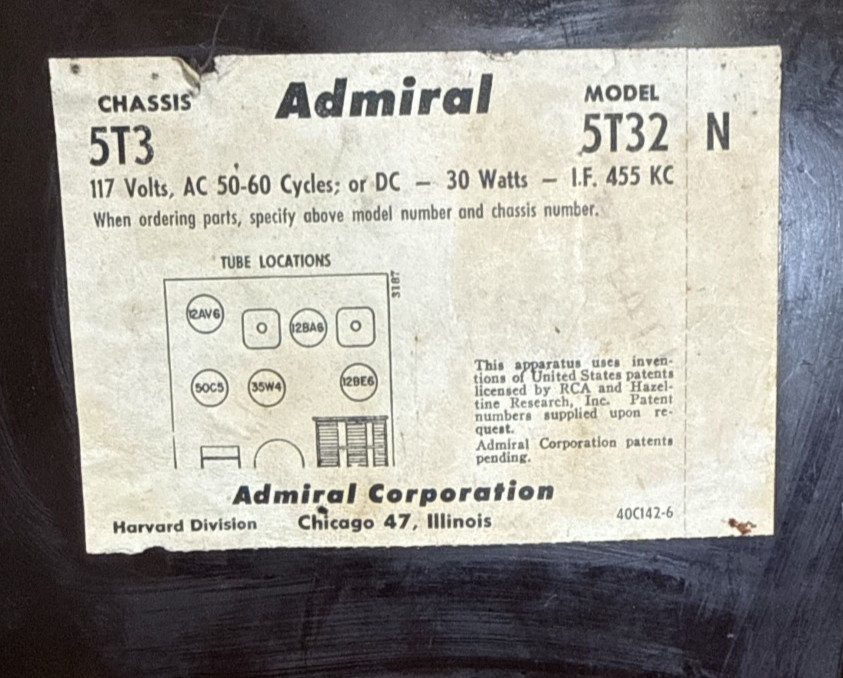 CHASSIS Admiral MODEL
5T3 5T32 N
117 Volts, AC 50-60 Cycles; or DC — 30 Watts — I.F. 455 KC
When ordering parts, specify above model number and chassis number.
TUBE LOCATIONS
3187
12AV6 12BA6
50C5 35W4 12BE6
This apparatus uses inven-
tions of United States patents
licensed by RCA and Hazel-
tine Research, Inc. Patent
numbers supplied upon re-
quest.
Admiral Corporation patents
pending.
Admiral Corporation
Harvard Division Chicago 47, Illinois 40C142-6